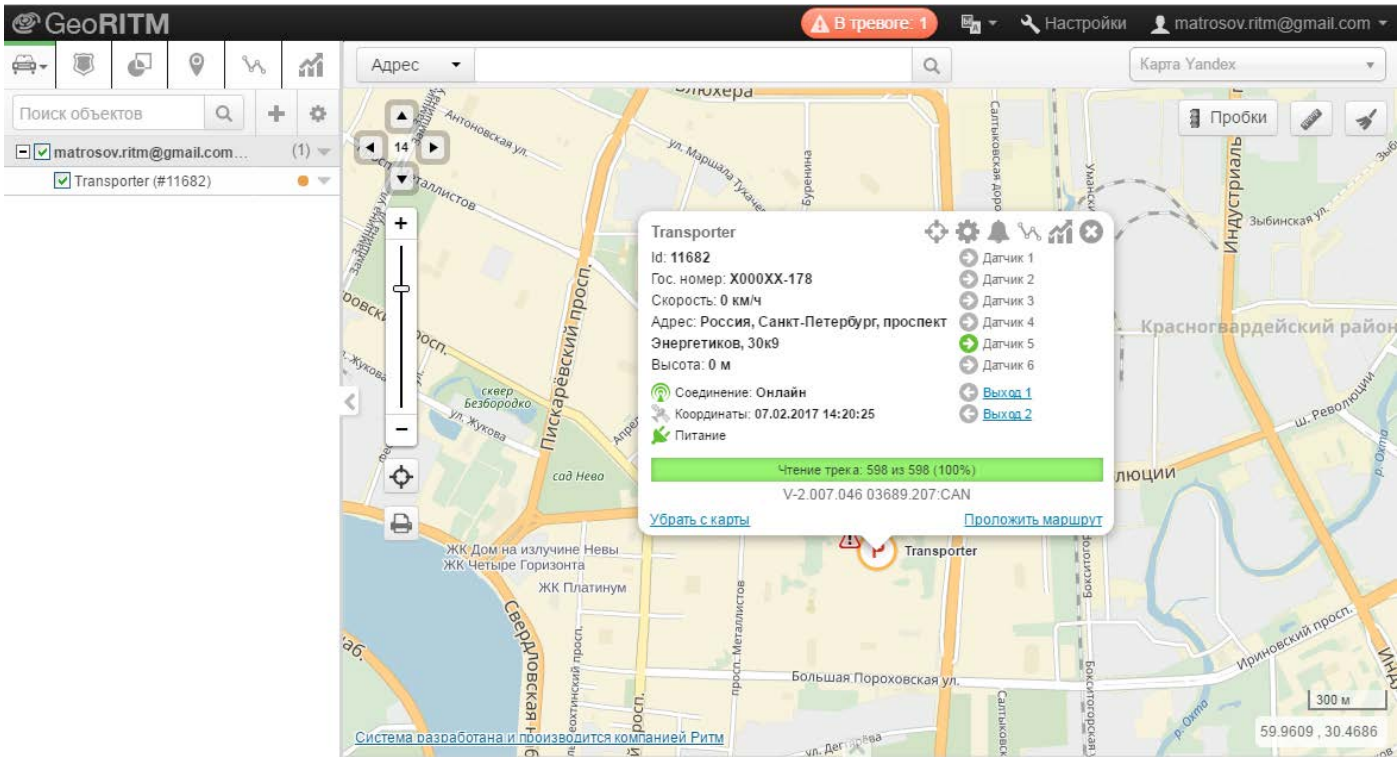 GeoRITM
В тревоге: 1
Настройки
matrosov.ritm@gmail.com
Адрес
Карта Yandex
Поиск объектов
matrosov.ritm@gmail.com... (1)
Transporter (#11682)
14
Пробки
Антоновская ул.
ул. Маршала
Буренина
Зыбинская ул.
Пискарёвский просп.
Красногвардейский район
Transporter
Id: 11682
Гос. номер: X000XX-178
Скорость: 0 км/ч
Адрес: Россия, Санкт-Петербург, проспект
Энергетиков, 30к9
Высота: 0 м
Соединение: Онлайн
Координаты: 07.02.2017 14:20:25
Питание
Датчик 1
Датчик 2
Датчик 3
Датчик 4
Датчик 5
Датчик 6
Выход 1
Выход 2
Чтение трека: 598 из 598 (100%)
V-2.007.046 03689.207:CAN
Убрать с карты
Проложить маршрут
P
Transporter
сквер
Безбородко
ул. Жукова
сад Нева
ш. Революции
р. Охта
ЖК Дом на излучине Невы
ЖК Четыре Горизонта
ЖК Платинум
просп. Металлистов
Большая Пороховская ул.
Ириновский просп.
р. Охта
300 м
59.9609 , 30.4686
Система разработана и производится компанией Ритм